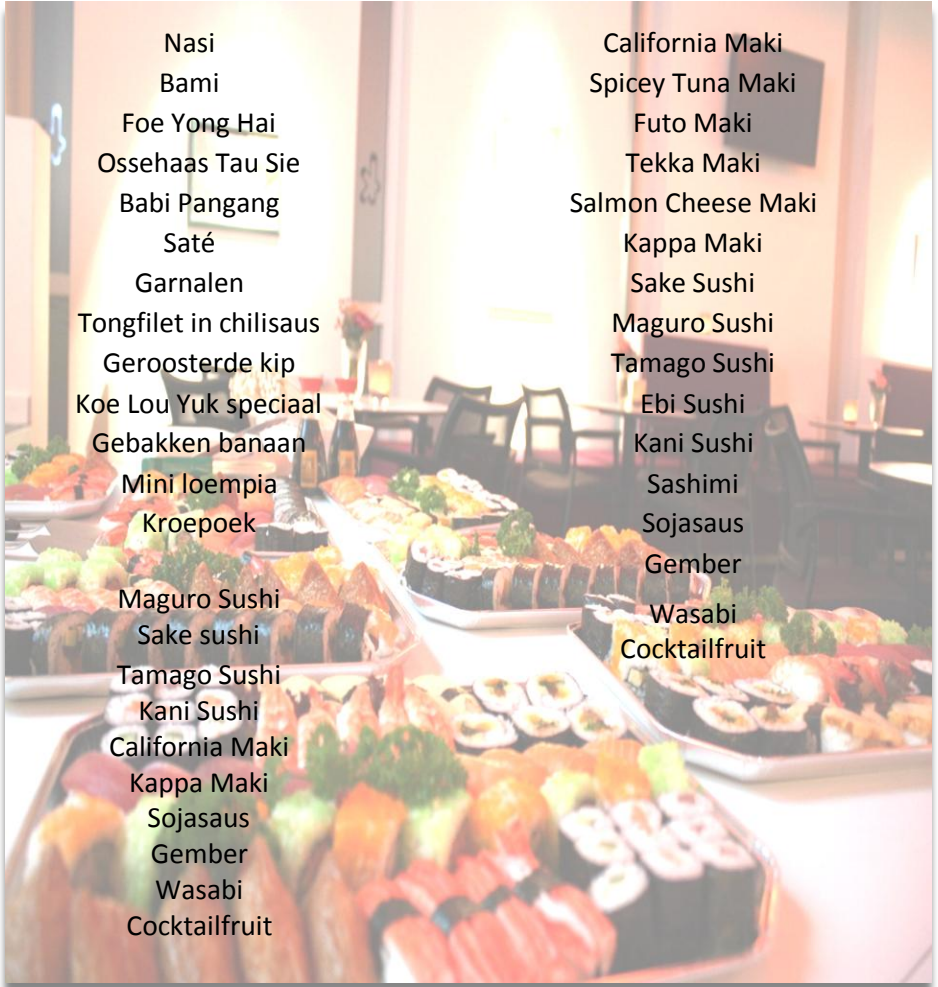 Nasi
Bami
Foe Yong Hai
Ossehaas Tau Sie
Babi Pangang
Saté
Garnalen
Tongfilet in chilisaus
Geroosterde kip
Koe Lou Yuk speciaal
Gebakken banaan
Mini loempia
Kroepoek
Maguro Sushi
Sake sushi
Tamago Sushi
Kani Sushi
California Maki
Kappa Maki
Sojasaus
Gember
Wasabi
Cocktailfruit
California Maki
Spicey Tuna Maki
Futo Maki
Tekka Maki
Salmon Cheese Maki
Kappa Maki
Sake Sushi
Maguro Sushi
Tamago Sushi
Ebi Sushi
Kani Sushi
Sashimi
Sojasaus
Gember
Wasabi
Cocktailfruit